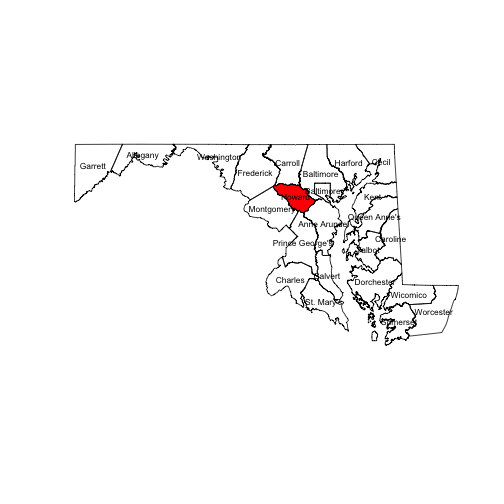 Garrett
Allegany
Washington
Frederick
Carroll
Baltimore
Harford
Cecil
Howard
Baltimore
Kent
Montgomery
Anne Arundel
Queen Anne's
Prince George's
Talbot
Caroline
Charles
Calvert
Dorchester
St. Mary's
Wicomico
Somerset
Worcester